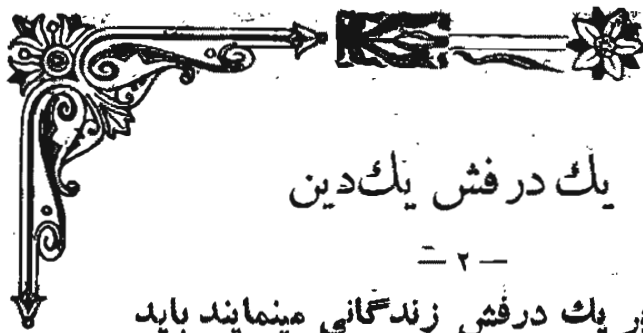 یك درفش یك دین
— ۲ —
یك درفش زندگانی مینمایند باید